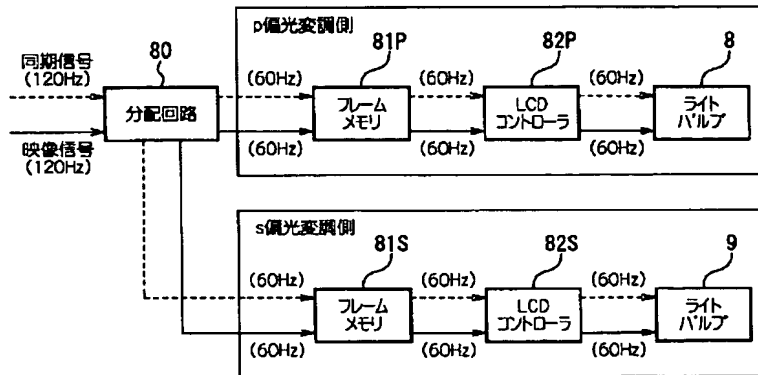 p偏光変調側
80
81P
82P
8
同期信号
(120Hz)
(60Hz)
(60Hz)
(60Hz)
分配回路
フレーム
メモリ
LCD
コントローラ
ライト
バルブ
映像信号
(120Hz)
(60Hz)
(60Hz)
(60Hz)
s偏光変調側
81S
82S
9
(60Hz)
(60Hz)
(60Hz)
フレーム
メモリ
LCD
コントローラ
ライト
バルブ
(60Hz)
(60Hz)
(60Hz)